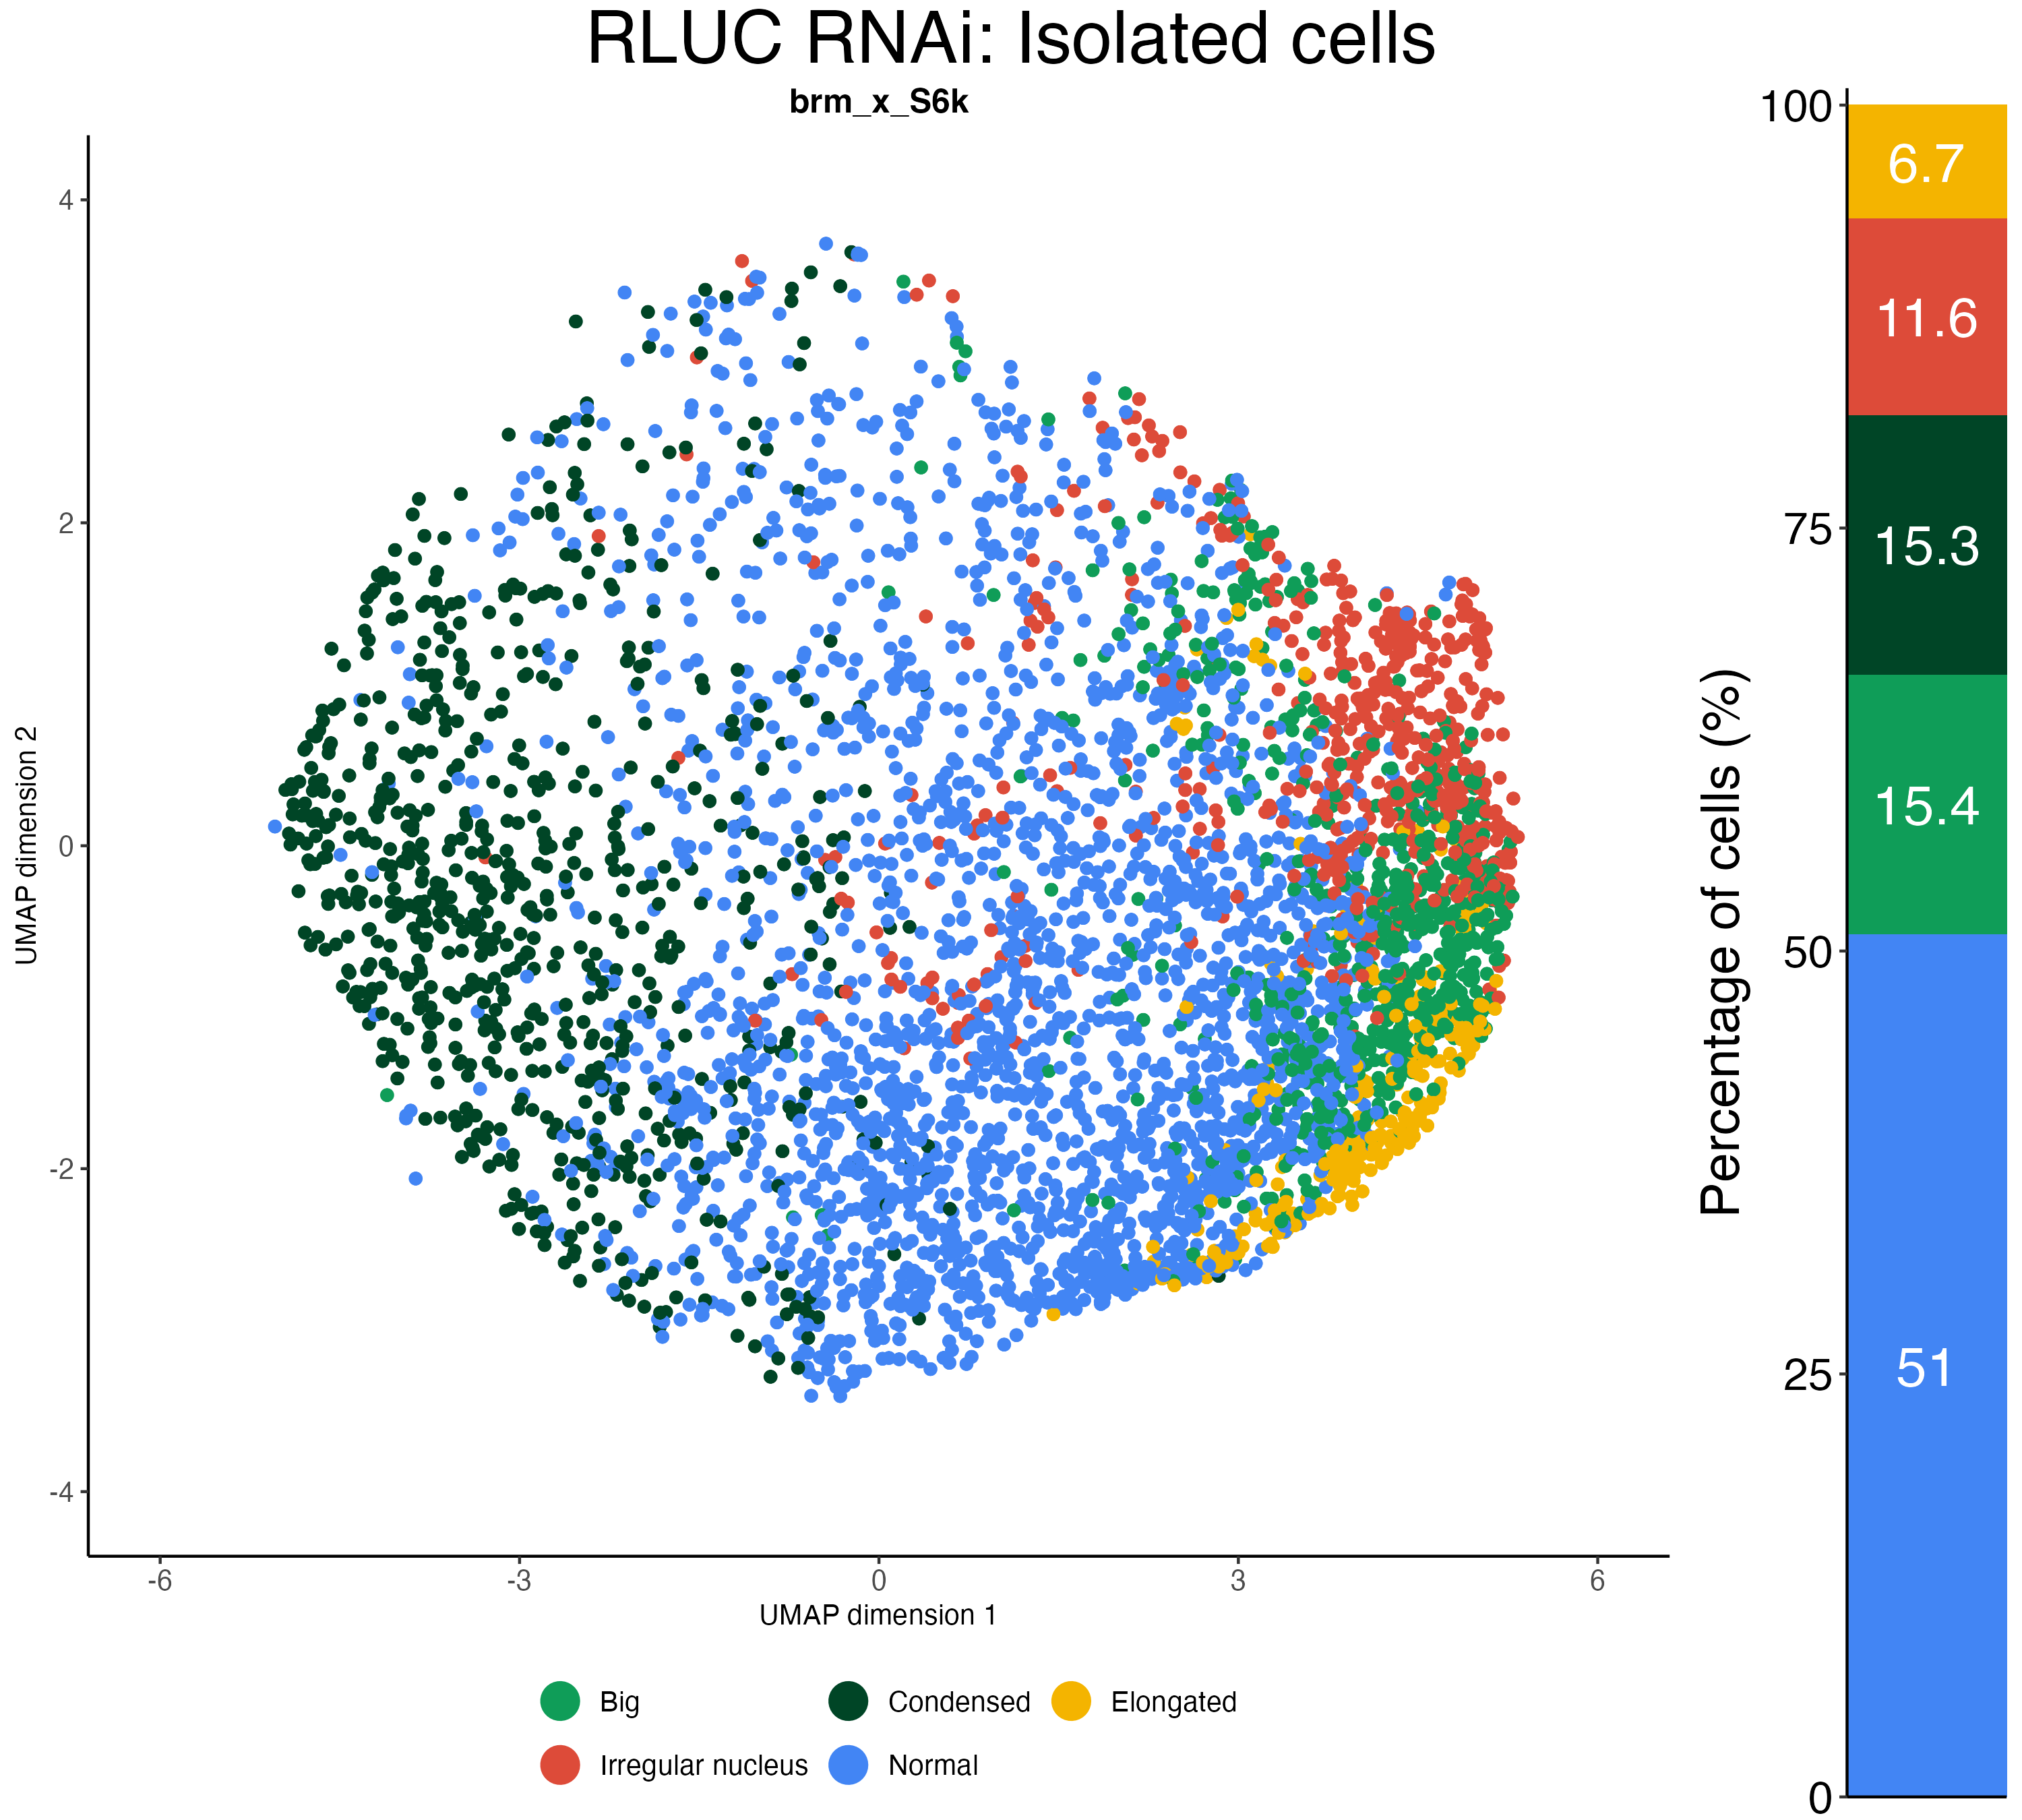 RLUC RNAi: Isolated cells
brm_x_S6k
UMAP dimension 2
4
2
0
-2
-4
-6
-3
0
3
6
UMAP dimension 1
Big
Condensed
Elongated
Irregular nucleus
Normal
Percentage of cells (%)
100
75
50
25
0
6.7
11.6
15.3
15.4
51